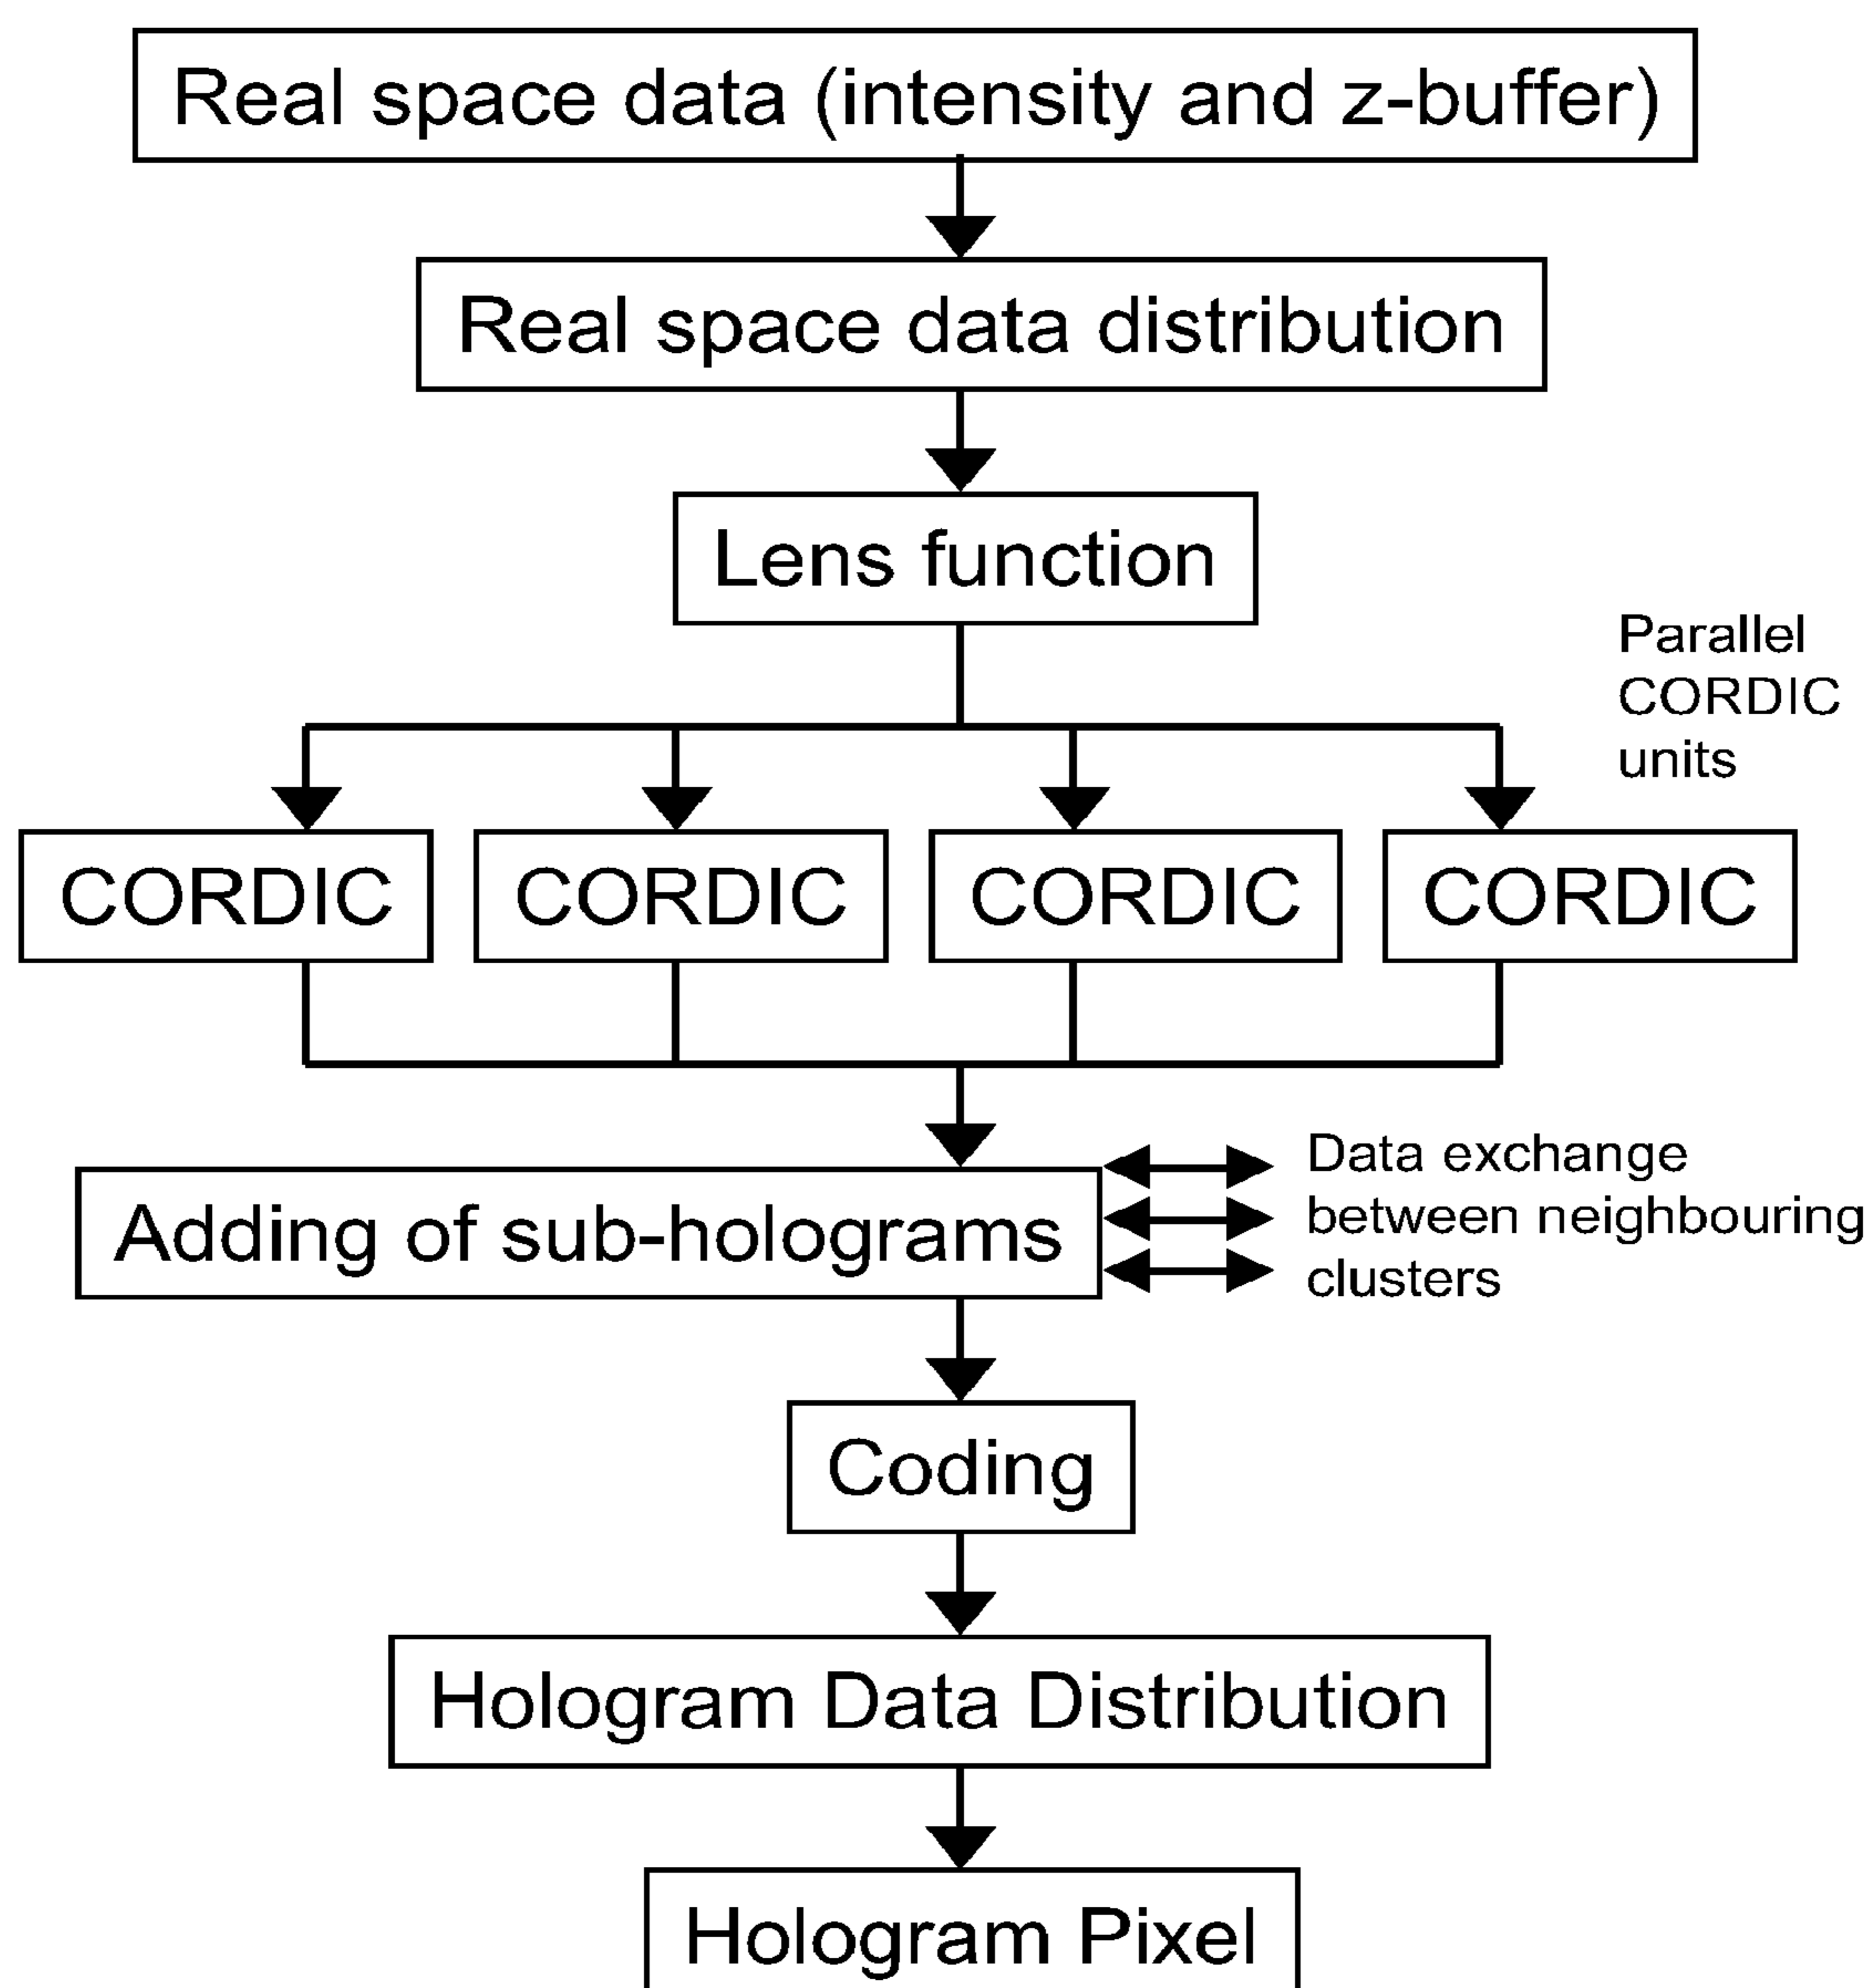 Real space data (intensity and z-buffer)
Real space data distribution
Lens function
Parallel
CORDIC
units
CORDIC
CORDIC
CORDIC
CORDIC
Adding of sub-holograms
Data exchange
between neighbouring
clusters
Coding
Hologram Data Distribution
Hologram Pixel